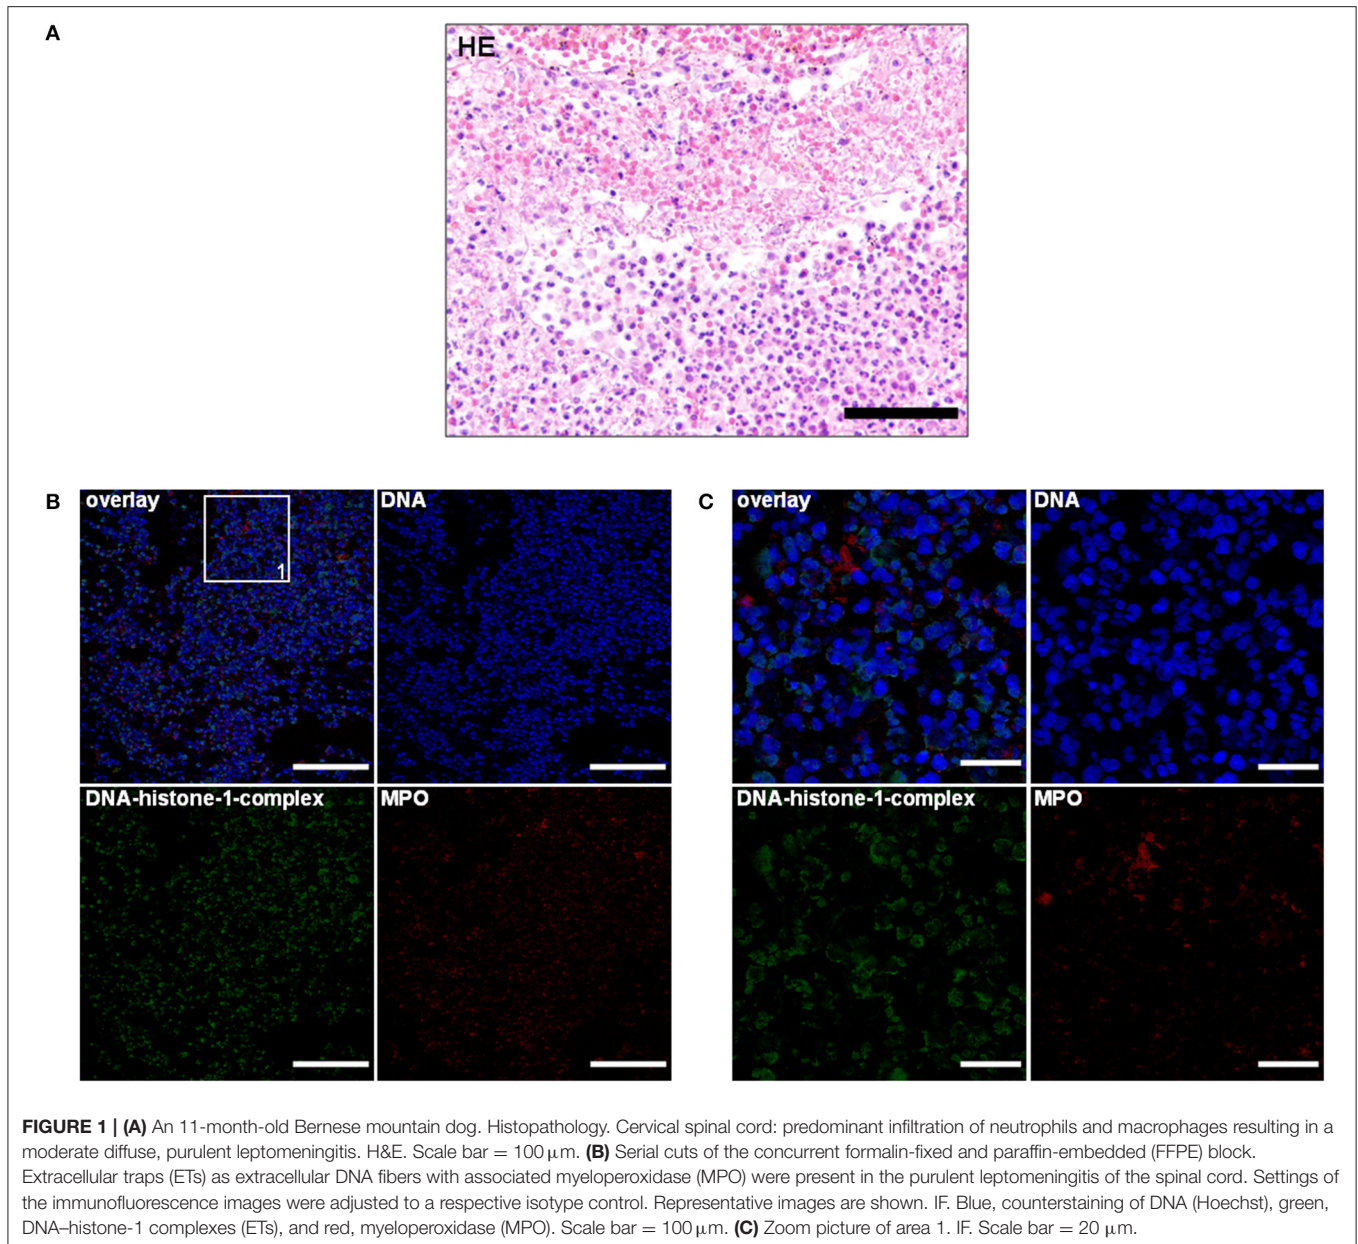 A
HE
B
overlay
1
DNA
DNA-histone-1-complex
MPO
C
overlay
DNA
DNA-histone-1-complex
MPO
FIGURE 1 | (A) An 11-month-old Bernese mountain dog. Histopathology. Cervical spinal cord: predominant infiltration of neutrophils and macrophages resulting in a
moderate diffuse, purulent leptomeningitis. H&E. Scale bar = 100 μm. (B) Serial cuts of the concurrent formalin-fixed and paraffin-embedded (FFPE) block.
Extracellular traps (ETs) as extracellular DNA fibers with associated myeloperoxidase (MPO) were present in the purulent leptomeningitis of the spinal cord. Settings of
the immunofluorescence images were adjusted to a respective isotype control. Representative images are shown. IF. Blue, counterstaining of DNA (Hoechst), green,
DNA–histone-1 complexes (ETs), and red, myeloperoxidase (MPO). Scale bar = 100 μm. (C) Zoom picture of area 1. IF. Scale bar = 20 μm.